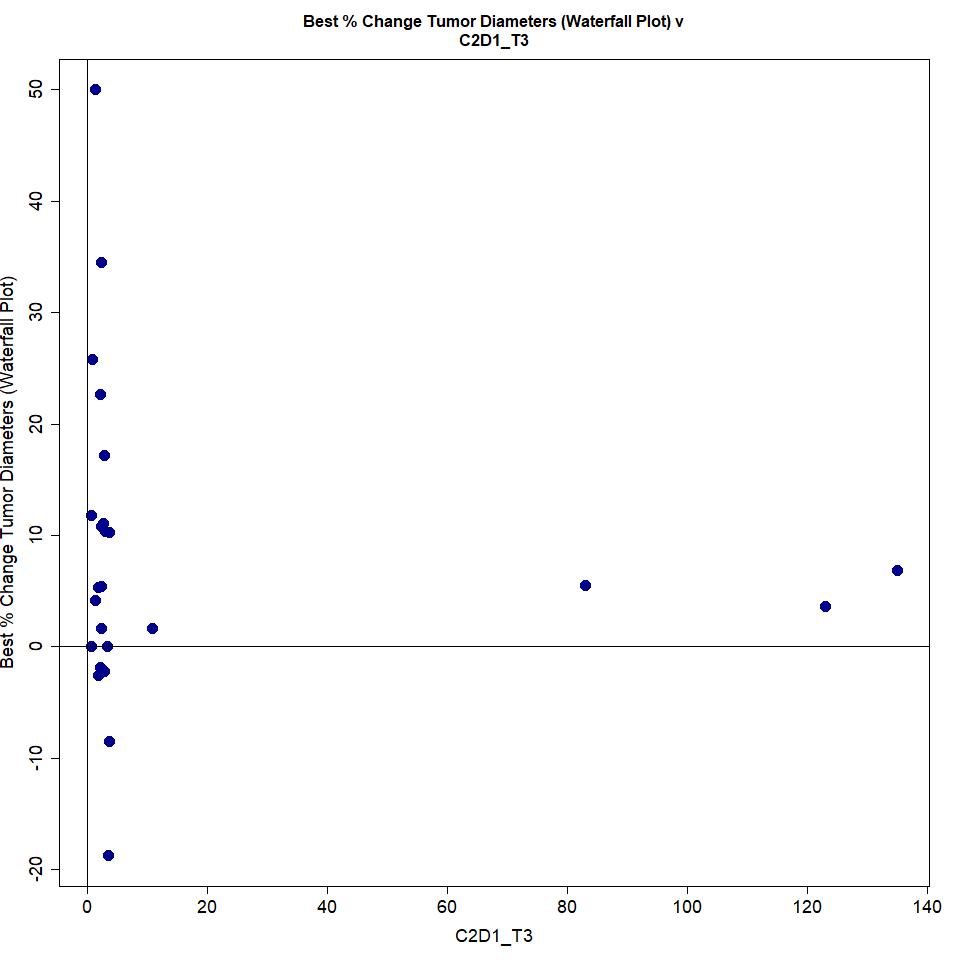 Best % Change Tumor Diameters (Waterfall Plot) v
C2D1_T3
Best % Change Tumor Diameters (Waterfall Plot)
50
40
30
20
10
0
-10
-20
0 20 40 60 80 100 120 140
C2D1_T3